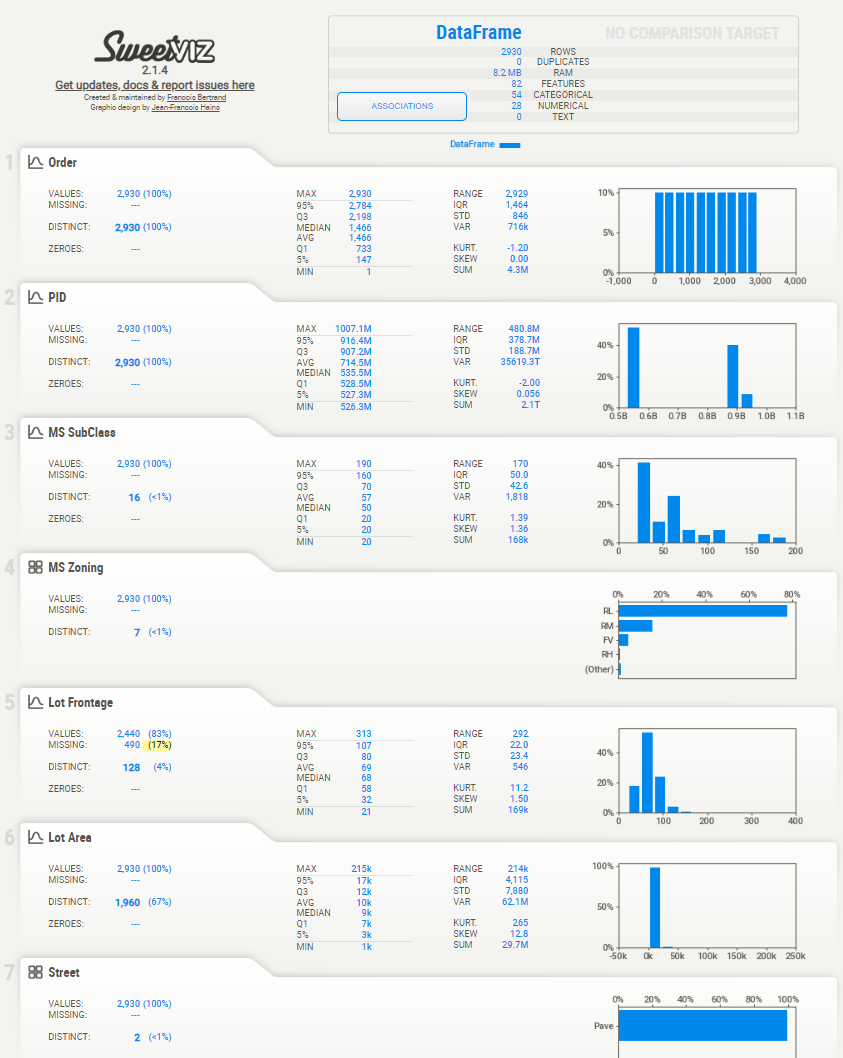 SweetVIZ
2.1.4
Get updates, docs & report issues here
Created & maintained by Francois Bertrand
Graphic design by Jean-Francois Hains
DataFrame NO COMPARISON TARGET
2930 ROWS
0 DUPLICATES
8.2 MB RAM
82 FEATURES
54 CATEGORICAL
28 NUMERICAL
0 TEXT
ASSOCIATIONS
DataFrame
1 Order
VALUES: 2,930 (100%)
MISSING: ---
DISTINCT: 2,930 (100%)
ZEROES: ---
MAX 2,930
95% 2,784
Q3 2,198
MEDIAN 1,466
AVG 1,466
Q1 733
5% 147
MIN 1
RANGE 2,929
IQR 1,464
STD 846
VAR 716k
KURT. -1.20
SKEW 0.00
SUM 4.3M
10%
5%
0%
-1,000 0 1,000 2,000 3,000 4,000
2 PID
VALUES: 2,930 (100%)
MISSING: ---
DISTINCT: 2,930 (100%)
ZEROES: ---
MAX 1007.1M
95% 916.4M
Q3 907.2M
AVG 714.5M
MEDIAN 535.5M
Q1 528.5M
5% 527.3M
MIN 526.3M
RANGE 480.8M
IQR 378.7M
STD 188.7M
VAR 35619.3T
KURT. -2.00
SKEW 0.056
SUM 2.1T
40%
20%
0%
0.5B 0.6B 0.7B 0.8B 0.9B 1.0B 1.1B
3 MS SubClass
VALUES: 2,930 (100%)
MISSING: ---
DISTINCT: 16 (<1%)
ZEROES: ---
MAX 190
95% 160
Q3 70
AVG 57
MEDIAN 50
Q1 20
5% 20
MIN 20
RANGE 170
IQR 50.0
STD 42.6
VAR 1,818
KURT. 1.39
SKEW 1.36
SUM 168k
40%
20%
0%
0 50 100 150 200
4 MS Zoning
VALUES: 2,930 (100%)
MISSING: ---
DISTINCT: 7 (<1%)
0% 20% 40% 60% 80%
RL
RM
FV
RH
(Other)
5 Lot Frontage
VALUES: 2,440 (83%)
MISSING: 490 (17%)
DISTINCT: 128 (4%)
ZEROES: ---
MAX 313
95% 107
Q3 80
AVG 69
MEDIAN 68
Q1 58
5% 32
MIN 21
RANGE 292
IQR 22.0
STD 23.4
VAR 546
KURT. 11.2
SKEW 1.50
SUM 169k
40%
20%
0%
0 100 200 300 400
6 Lot Area
VALUES: 2,930 (100%)
MISSING: ---
DISTINCT: 1,960 (67%)
ZEROES: ---
MAX 215k
95% 17k
Q3 12k
AVG 10k
MEDIAN 9k
Q1 7k
5% 3k
MIN 1k
RANGE 214k
IQR 4,115
STD 7,880
VAR 62.1M
KURT. 265
SKEW 12.8
SUM 29.7M
100%
50%
0%
-50k 0k 50k 100k 150k 200k 250k
7 Street
VALUES: 2,930 (100%)
MISSING: ---
DISTINCT: 2 (<1%)
0% 20% 40% 60% 80% 100%
Pave